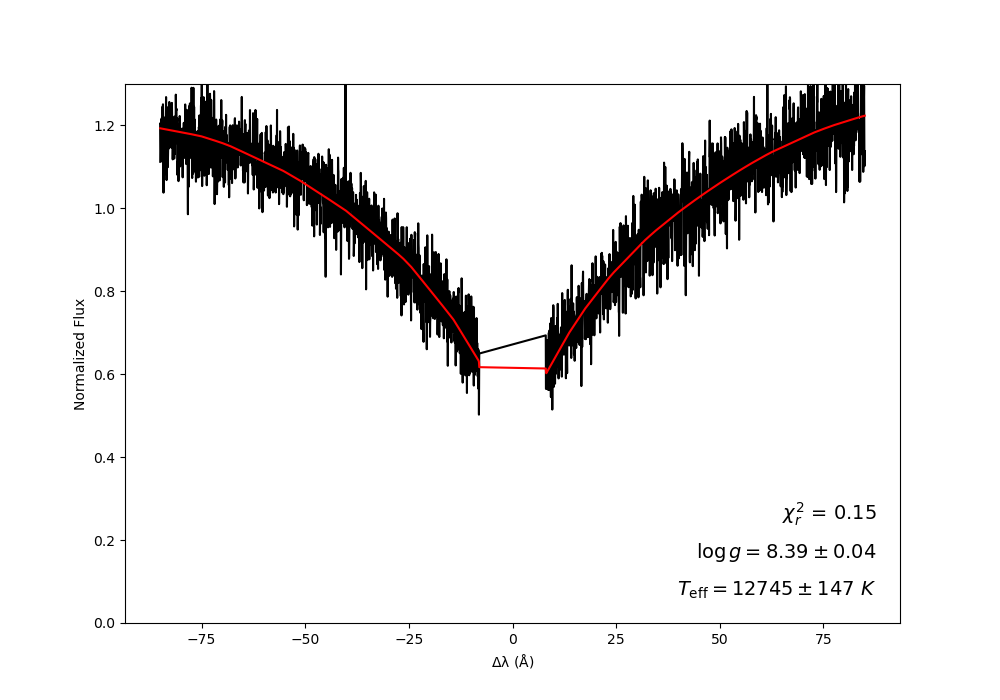 1.2
1.0
0.8
0.6
0.4
0.2
0.0
Normalized Flux
χ²ᵣ = 0.15
log g = 8.39 ± 0.04
T_eff = 12745 ± 147 K
−75 −50 −25 0 25 50 75
Δλ (Å)